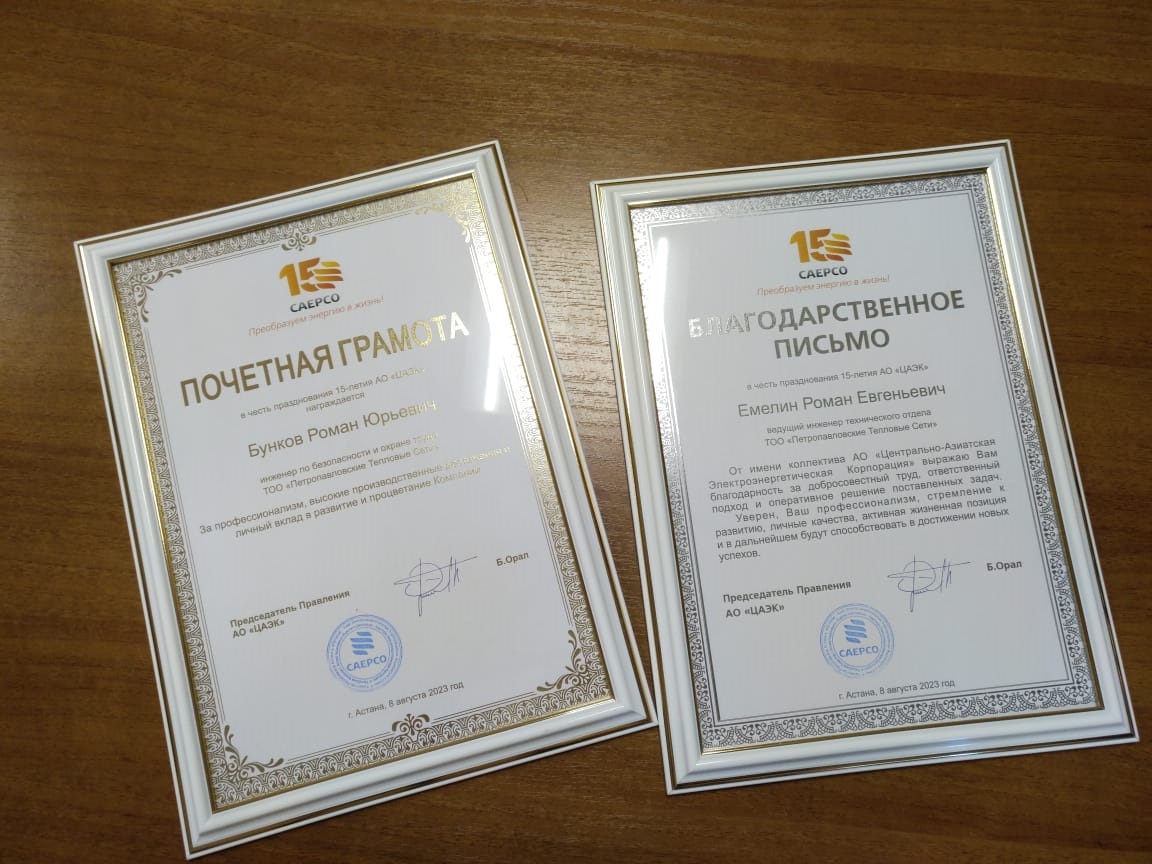 15
CAEPCO
Преобразуем энергию в жизнь!
ПОЧЕТНАЯ ГРАМОТА
в честь празднования 15-летия АО «ЦАЭК»
награждается
Бунков Роман Юрьевич
инженер по безопасности и охране труда
ТОО «Петропавловские Тепловые Сети»
За профессионализм, высокие производственные достижения и
личный вклад в развитие и процветание Компании
Председатель Правления
АО «ЦАЭК»
Б.Орал
CAEPCO
г. Астана, 8 августа 2023 год
15
CAEPCO
Преобразуем энергию в жизнь!
БЛАГОДАРСТВЕННОЕ
ПИСЬМО
в честь празднования 15-летия АО «ЦАЭК»
Емелин Роман Евгеньевич
ведущий инженер технического отдела
ТОО «Петропавловские Тепловые Сети»
От имени коллектива АО «Центрально-Азиатская
Электроэнергетическая Корпорация» выражаю Вам
благодарность за добросовестный труд, ответственный
подход и оперативное решение поставленных задач.
Уверен, Ваш профессионализм, стремление к
развитию, личные качества, активная жизненная позиция
и в дальнейшем будут способствовать в достижении новых
успехов.
Председатель Правления
АО «ЦАЭК»
Б.Орал
CAEPCO
г. Астана, 8 августа 2023 год